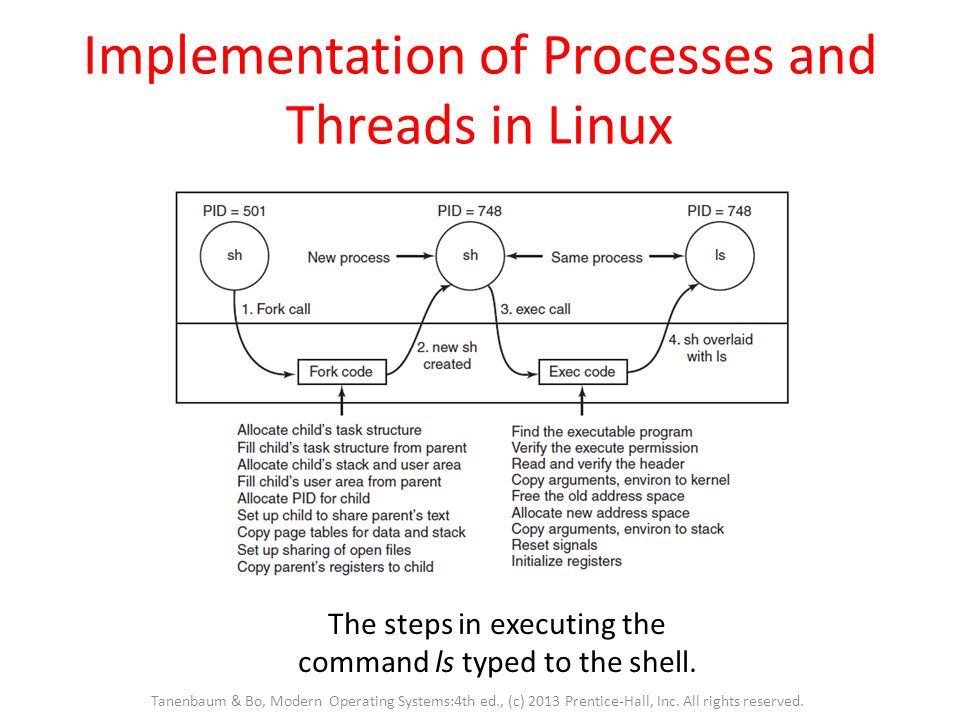 Implementation of Processes and
Threads in Linux
PID = 501
PID = 748
PID = 748
sh
New process
sh
Same process
ls
1. Fork call
3. exec call
2. new sh
created
4. sh overlaid
with ls
Fork code
Exec code
Allocate child's task structure
Fill child's task structure from parent
Allocate child's stack and user area
Fill child's user area from parent
Allocate PID for child
Set up child to share parent's text
Copy page tables for data and stack
Set up sharing of open files
Copy parent's registers to child
Find the executable program
Verify the execute permission
Read and verify the header
Copy arguments, environ to kernel
Free the old address space
Allocate new address space
Copy arguments, environ to stack
Reset signals
Initialize registers
The steps in executing the
command ls typed to the shell.
Tanenbaum & Bo, Modern Operating Systems:4th ed., (c) 2013 Prentice-Hall, Inc. All rights reserved.